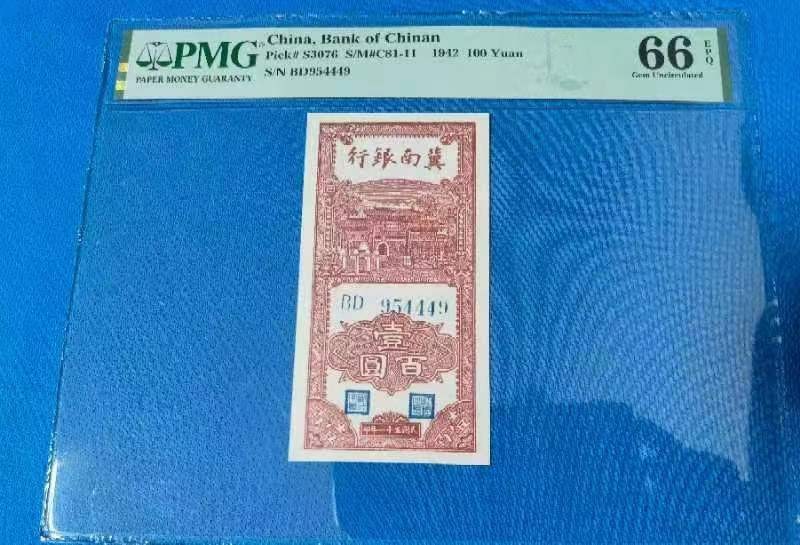 PMG
PAPER MONEY GUARANTY
China, Bank of Chinan
Pick# S3076 S/M#C81-11 1942 100 Yuan
S/N BD954449
66 EPQ
Gem Uncirculated
行銀南冀
BD 954449
壹百圓